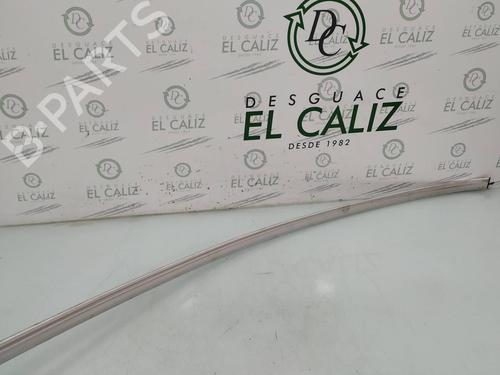 DC
DESGUACE
EL CALIZ
DESDE 1982
B PARTS